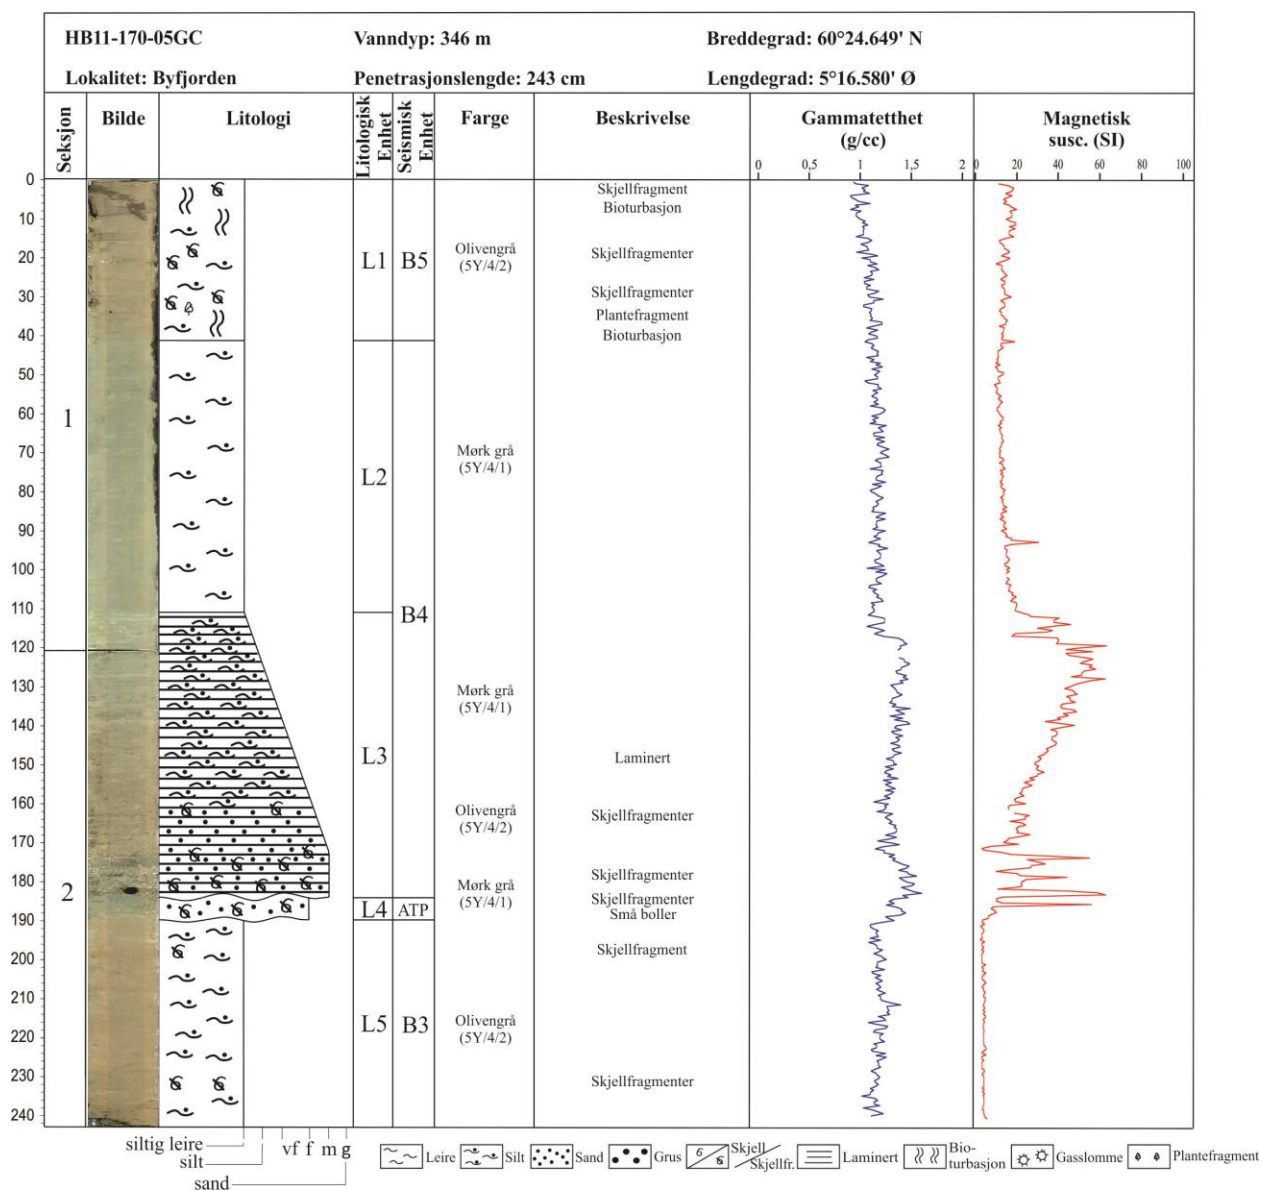 HB11-170-05GC Vanndyp: 346 m Breddegrad: 60°24.649' N
Lokalitet: Byfjorden Penetrasjonslengde: 243 cm Lengdegrad: 5°16.580' Ø
Seksjon Bilde Litologi Litologisk Enhet Seismisk Enhet Farge Beskrivelse Gammatetthet (g/cc) Magnetisk susc. (SI)
0 0,5 1 1,5 2 0 20 40 60 80 100
0 Skjellfragment
10 Bioturbasjon
20 L1 B5 Olivengrå (5Y/4/2) Skjellfragmenter
30 Skjellfragmenter
Plantefragment
40 Bioturbasjon
50
60
1
70 L2 Mørk grå (5Y/4/1)
80
90
100
110 B4
120
130 Mørk grå (5Y/4/1)
140
150 L3 Laminert
160 Olivengrå (5Y/4/2) Skjellfragmenter
170
180 2 Mørk grå (5Y/4/1) Skjellfragmenter
Skjellfragmenter
190 L4 ATP Små boller
200 Skjellfragment
210
220 L5 B3 Olivengrå (5Y/4/2)
230 Skjellfragmenter
240
siltig leire vf f m g
silt
sand
Leire Silt Sand Grus Skjell Skjellfr. Laminert Bio-turbasjon Gasslomme Plantefragment